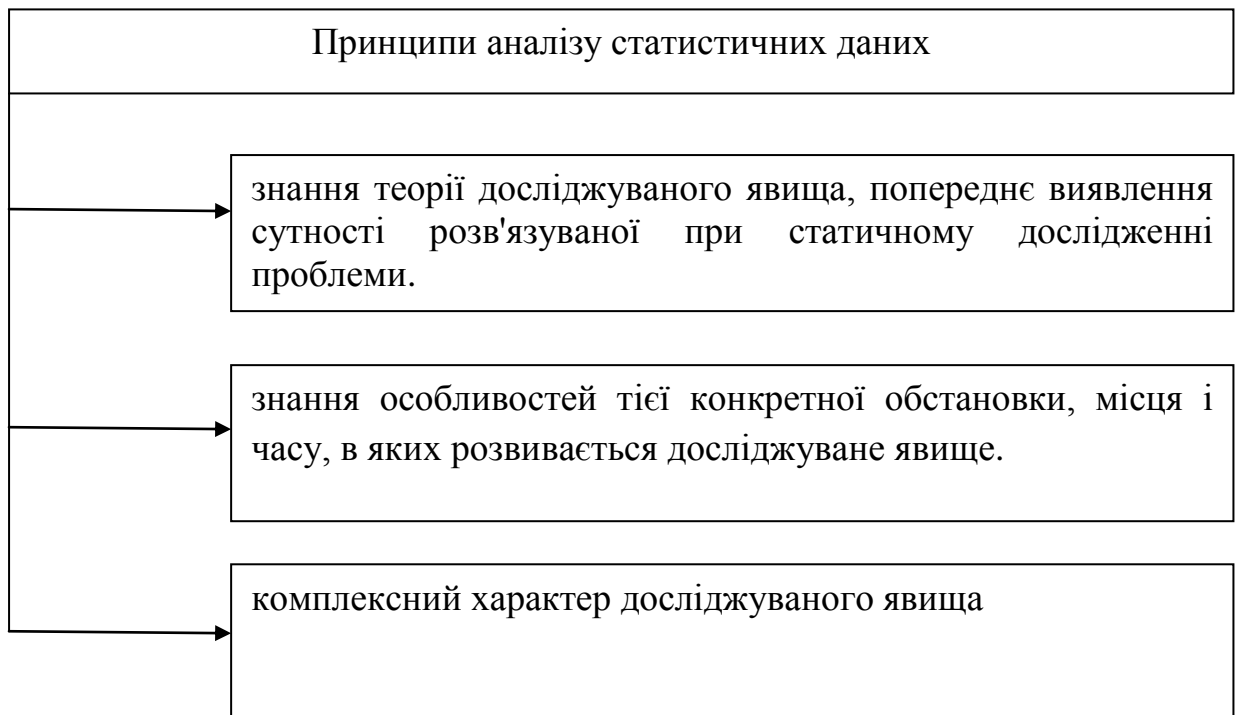 Принципи аналізу статистичних даних
знання теорії досліджуваного явища, попереднє виявлення
сутності розв'язуваної при статичному дослідженні
проблеми.
знання особливостей тієї конкретної обстановки, місця і
часу, в яких розвивається досліджуване явище.
комплексний характер досліджуваного явища